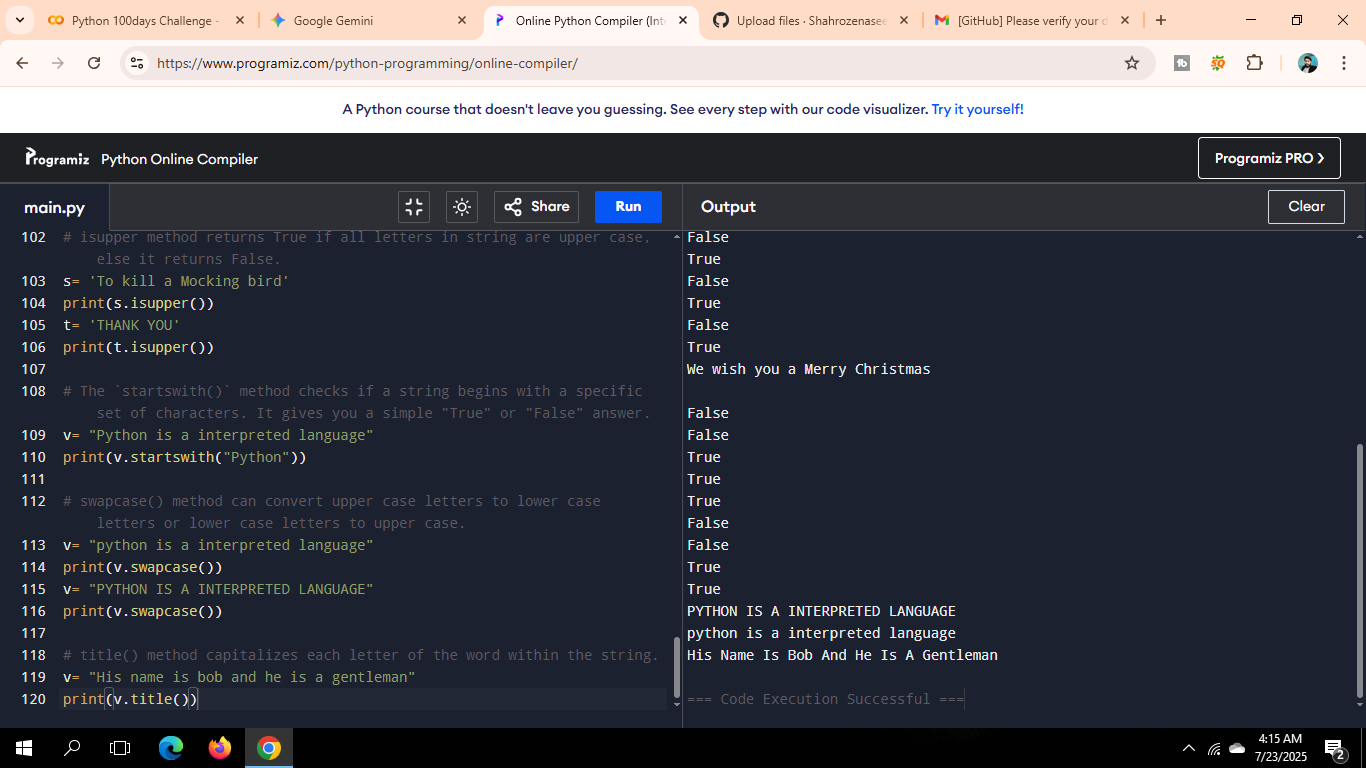 Python 100days Challenge -
Google Gemini
Online Python Compiler (Int
Upload files · Shahrozenase
[GitHub] Please verify your d
https://www.programiz.com/python-programming/online-compiler/
A Python course that doesn't leave you guessing. See every step with our code visualizer. Try it yourself!
Programiz Python Online Compiler
Programiz PRO ❯
main.py
Share
Run
Output
Clear
102 # isupper method returns True if all letters in string are upper case,
else it returns False.
103 s= 'To kill a Mocking bird'
104 print(s.isupper())
105 t= 'THANK YOU'
106 print(t.isupper())
107
108 # The `startswith()` method checks if a string begins with a specific
set of characters. It gives you a simple "True" or "False" answer.
109 v= "Python is a interpreted language"
110 print(v.startswith("Python"))
111
112 # swapcase() method can convert upper case letters to lower case
letters or lower case letters to upper case.
113 v= "python is a interpreted language"
114 print(v.swapcase())
115 v= "PYTHON IS A INTERPRETED LANGUAGE"
116 print(v.swapcase())
117
118 # title() method capitalizes each letter of the word within the string.
119 v= "His name is bob and he is a gentleman"
120 print(v.title())
False
True
False
True
False
True
We wish you a Merry Christmas
False
False
True
True
True
False
False
True
True
PYTHON IS A INTERPRETED LANGUAGE
python is a interpreted language
His Name Is Bob And He Is A Gentleman
=== Code Execution Successful ===
4:15 AM
7/23/2025
2